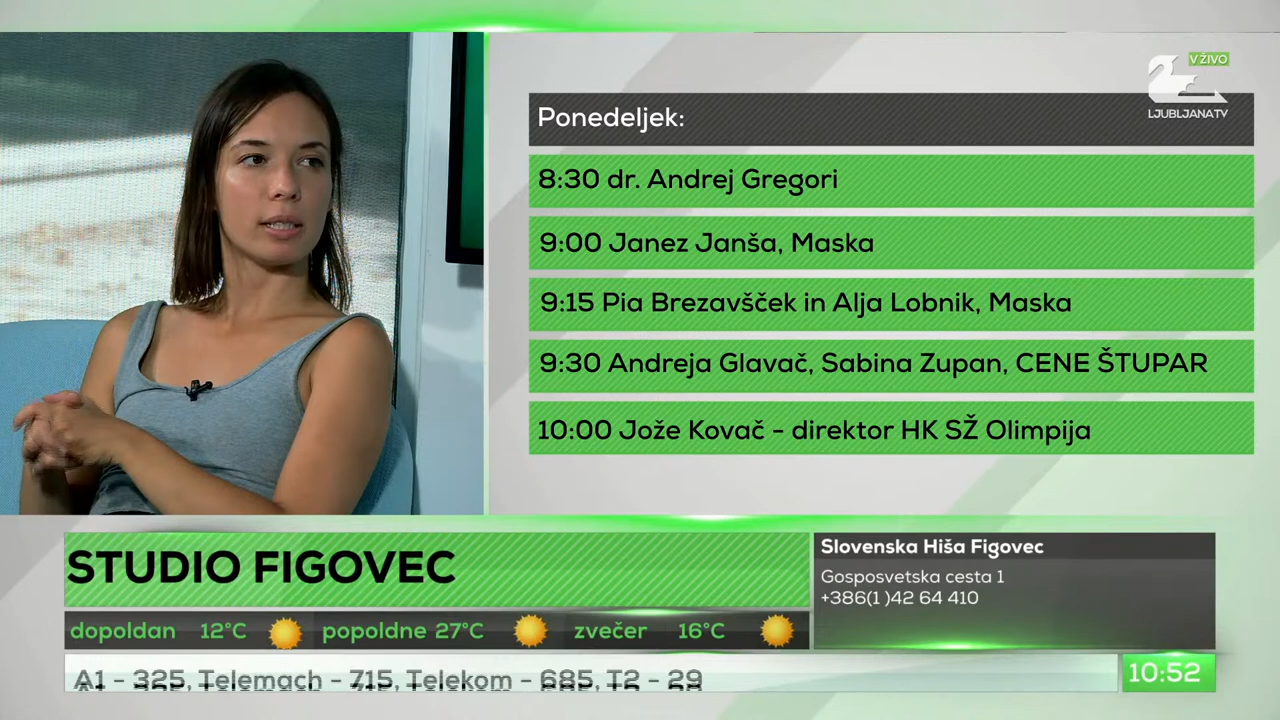 V ŽIVO
LJUBLJANATV
Ponedeljek:
8:30 dr. Andrej Gregori
9:00 Janez Janša, Maska
9:15 Pia Brezavšček in Alja Lobnik, Maska
9:30 Andreja Glavač, Sabina Zupan, CENE ŠTUPAR
10:00 Jože Kovač - direktor HK SŽ Olimpija
STUDIO FIGOVEC
Slovenska Hiša Figovec
Gosposvetska cesta 1
+386(1 )42 64 410
dopoldan 12°C popoldne 27°C zvečer 16°C
A1 - 325, Telemach - 715, Telekom - 685, T2 - 29
10:52